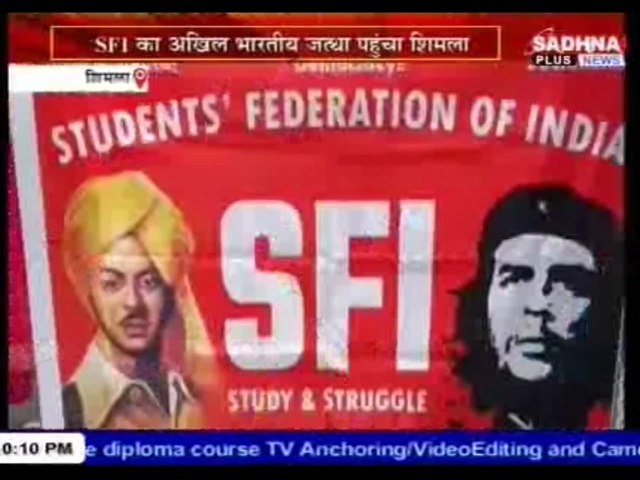 SFI का अखिल भारतीय जत्था पहुंचा शिमला
SADHNA
PLUS NEWS
शिमला
STUDENTS' FEDERATION OF INDIA
SFI
STUDY & STRUGGLE
0:10 PM
e diploma course TV Anchoring/VideoEditing and Came